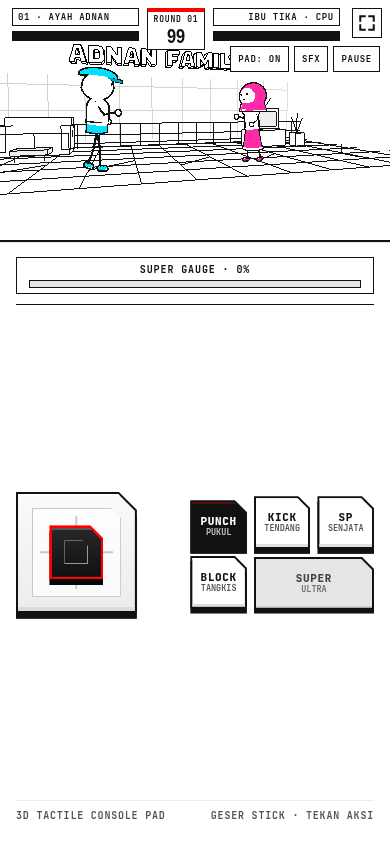 01 · AYAH ADNAN
ROUND 01
99
IBU TIKA · CPU
PAD: ON
SFX
PAUSE
ADNAN FAMIL
SUPER GAUGE · 0%
PUNCH
PUKUL
KICK
TENDANG
SP
SENJATA
BLOCK
TANGKIS
SUPER
ULTRA
3D TACTILE CONSOLE PAD
GESER STICK · TEKAN AKSI